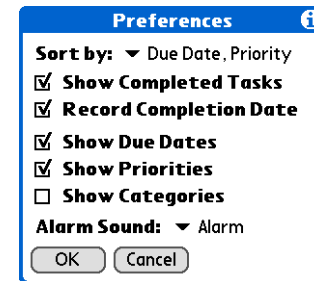 Preferences i
Sort by: Due Date, Priority
Show Completed Tasks
Record Completion Date
Show Due Dates
Show Priorities
Show Categories
Alarm Sound: Alarm
OK Cancel